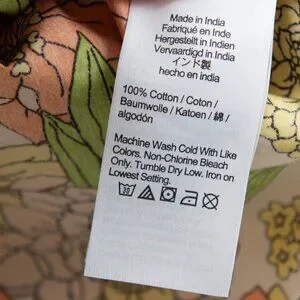 Made in India
Fabriqué en Inde
Hergestellt in Indien
Vervaardigd in India
インド製
hecho en india
100% Cotton / Coton /
Baumwolle / Katoen / 綿 /
algodón
Machine Wash Cold With Like
Colors. Non-Chlorine Bleach
Only. Tumble Dry Low. Iron on
Lowest Setting.
30